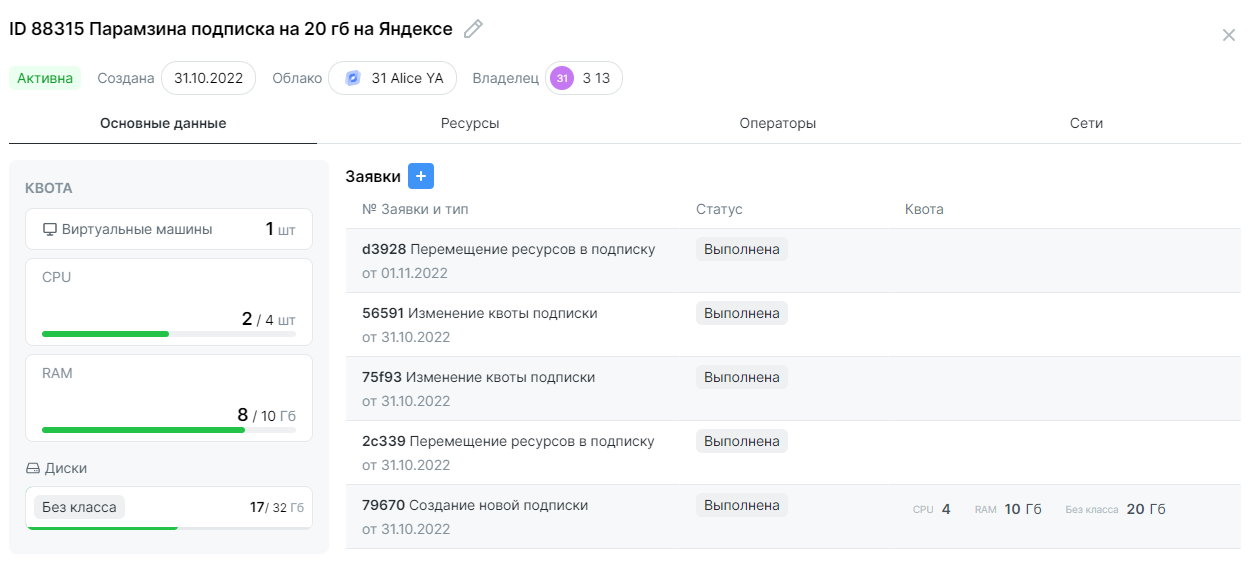 ID 88315 Парамзина подписка на 20 гб на Яндексе
Активна Создана 31.10.2022 Облако 31 Alice YA Владелец 31 3 13
Основные данные Ресурсы Операторы Сети
КВОТА
Виртуальные машины 1 шт
CPU
2 / 4 шт
RAM
8 / 10 Гб
Диски
Без класса 17/ 32 Гб
Заявки +
№ Заявки и тип Статус Квота
d3928 Перемещение ресурсов в подписку Выполнена
от 01.11.2022
56591 Изменение квоты подписки Выполнена
от 31.10.2022
75f93 Изменение квоты подписки Выполнена
от 31.10.2022
2c339 Перемещение ресурсов в подписку Выполнена
от 31.10.2022
79670 Создание новой подписки Выполнена CPU 4 RAM 10 Гб Без класса 20 Гб
от 31.10.2022